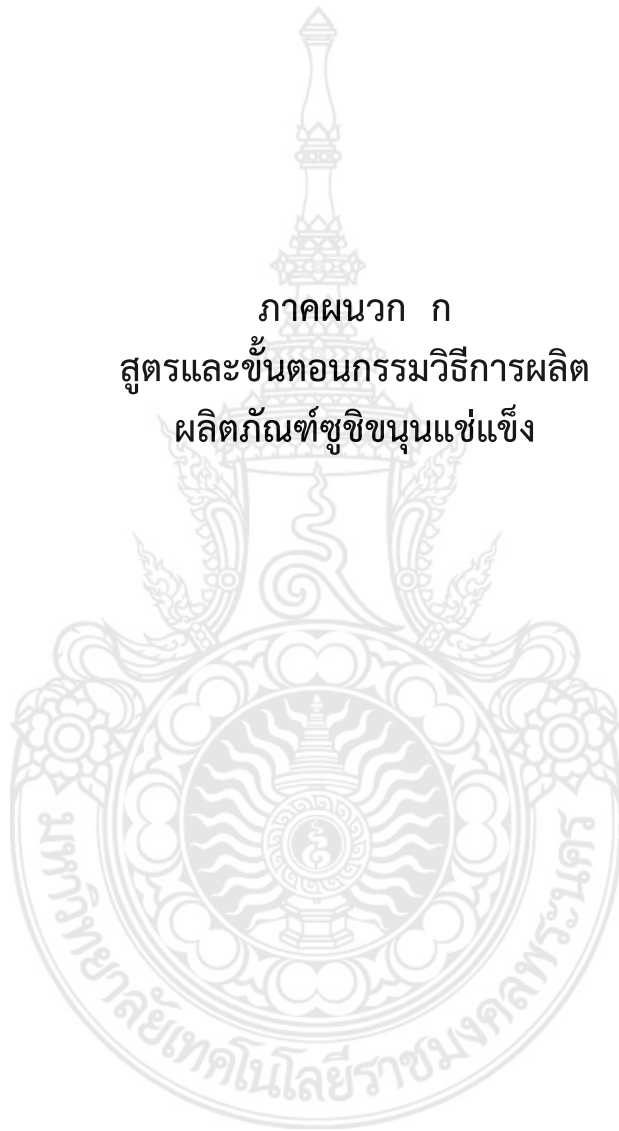 ภาคผนวก ก
สูตรและขั้นตอนกรรมวิธีการผลิต
ผลิตภัณฑ์ซูชิขนุนแช่แข็ง
มหาวิทยาลัยเทคโนโลยีราชมงคลพระนคร